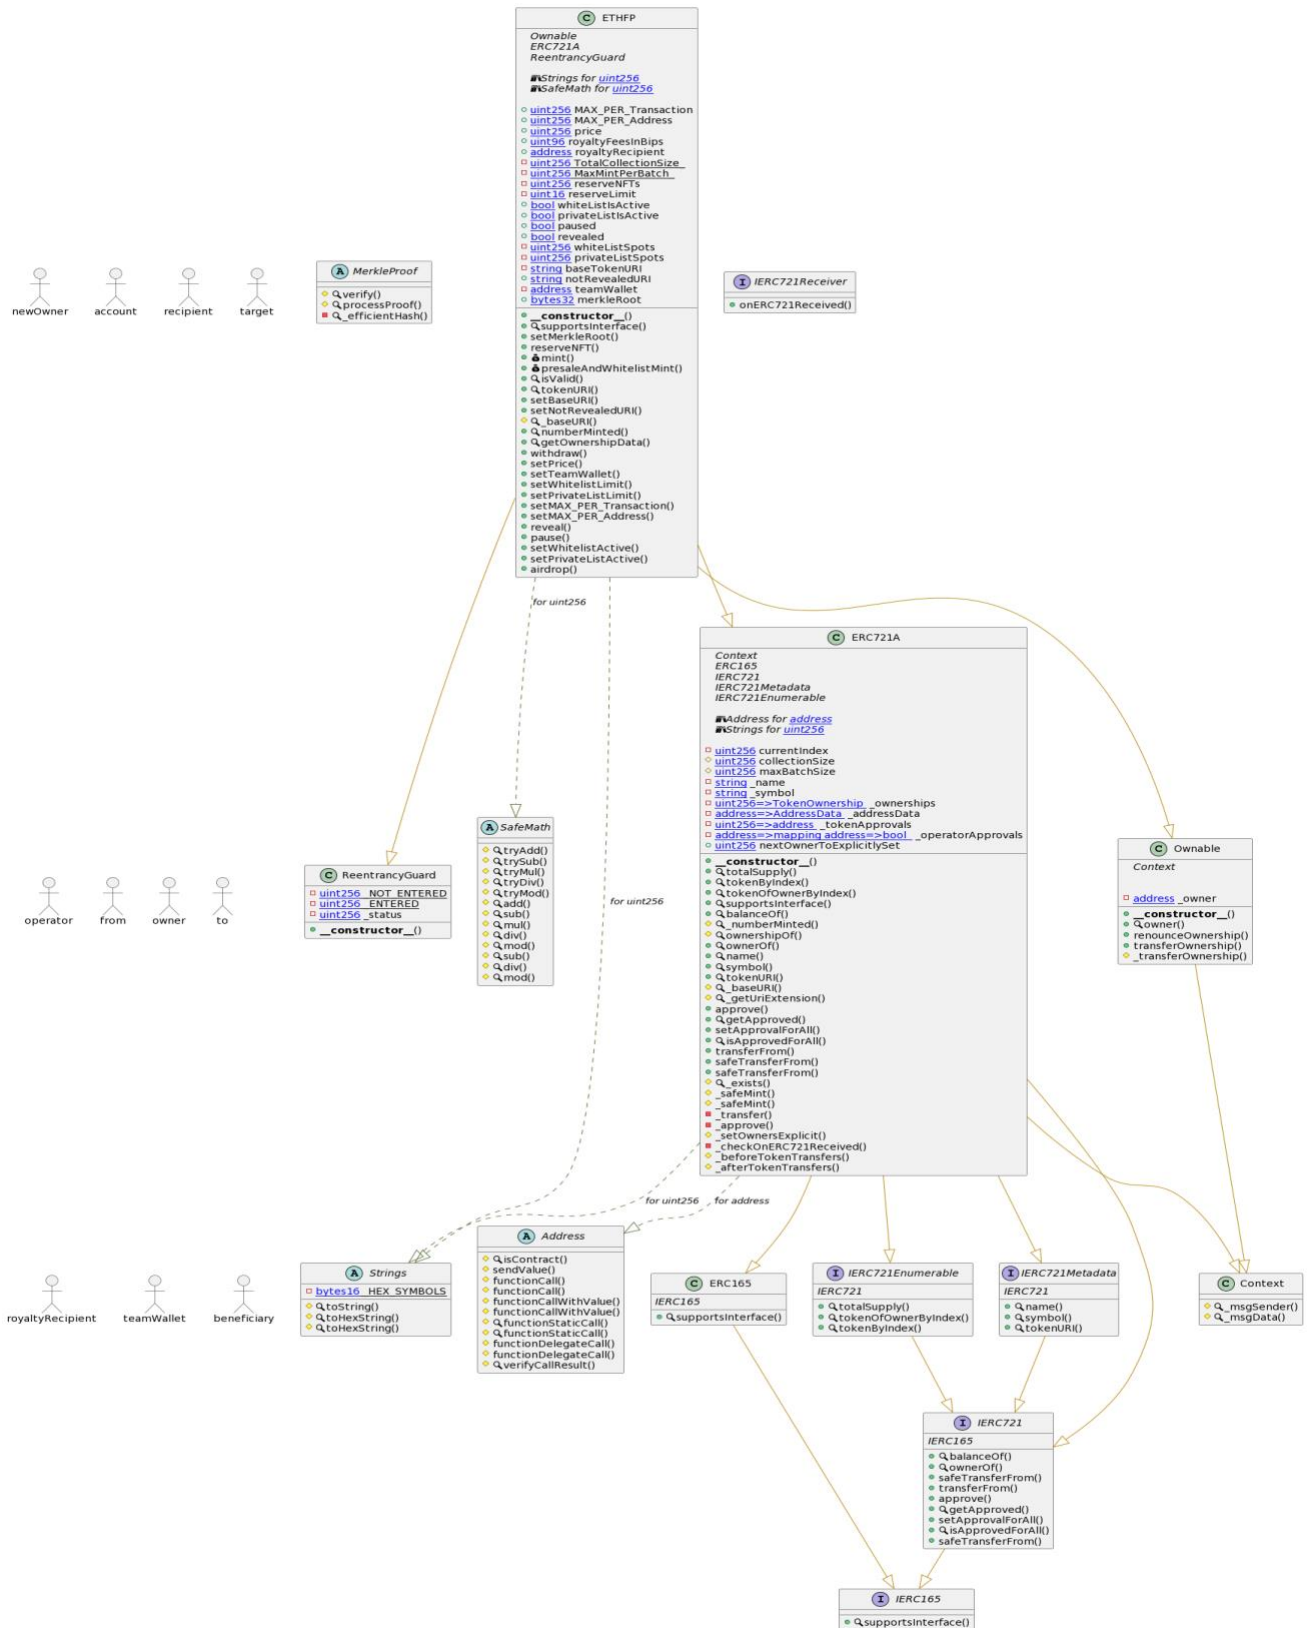 C ETHFP
Ownable
ERC721A
ReentrancyGuard
Strings for uint256
SafeMath for uint256
uint256 MAX_PER_Transaction
uint256 MAX_PER_Address
uint256 price
uint96 royaltyFeesInBips
address royaltyRecipient
uint256 TotalCollectionSize_
uint256 MaxMintPerBatch_
uint256 reserveNFTs
uint16 reserveLimit
bool whiteListIsActive
bool privateListIsActive
bool paused
bool revealed
uint256 whiteListSpots
uint256 privateListSpots
string baseTokenURI
string notRevealedURI
address teamWallet
bytes32 merkleRoot
__constructor__()
supportsInterface()
setMerkleRoot()
reserveNFT()
mint()
presaleAndWhitelistMint()
isValid()
tokenURI()
setBaseURI()
setNotRevealedURI()
_baseURI()
numberMinted()
getOwnershipData()
withdraw()
setPrice()
setTeamWallet()
setWhitelistLimit()
setPrivateListLimit()
setMAX_PER_Transaction()
setMAX_PER_Address()
reveal()
pause()
setWhitelistActive()
setPrivateListActive()
airdrop()
newOwner
account
recipient
target
A MerkleProof
verify()
processProof()
_efficientHash()
I IERC721Receiver
onERC721Received()
for uint256
C ERC721A
Context
ERC165
IERC721
IERC721Metadata
IERC721Enumerable
Address for address
Strings for uint256
uint256 currentIndex
uint256 collectionSize
uint256 maxBatchSize
string _name
string _symbol
uint256=>TokenOwnership _ownerships
address=>AddressData _addressData
uint256=>address _tokenApprovals
address=>mapping address=>bool _operatorApprovals
uint256 nextOwnerToExplicitlySet
__constructor__()
totalSupply()
tokenByIndex()
tokenOfOwnerByIndex()
supportsInterface()
balanceOf()
_numberMinted()
ownershipOf()
ownerOf()
name()
symbol()
tokenURI()
_baseURI()
_getUriExtension()
approve()
getApproved()
setApprovalForAll()
isApprovedForAll()
transferFrom()
safeTransferFrom()
safeTransferFrom()
_exists()
_safeMint()
_safeMint()
_transfer()
_approve()
_setOwnersExplicit()
_checkOnERC721Received()
_beforeTokenTransfers()
_afterTokenTransfers()
operator
from
owner
to
C ReentrancyGuard
uint256 _NOT_ENTERED
uint256 _ENTERED
uint256 _status
__constructor__()
A SafeMath
tryAdd()
trySub()
tryMul()
tryDiv()
tryMod()
add()
sub()
mul()
div()
mod()
sub()
div()
mod()
for uint256
C Ownable
Context
address _owner
__constructor__()
owner()
renounceOwnership()
transferOwnership()
_transferOwnership()
for uint256
for address
royaltyRecipient
teamWallet
beneficiary
A Strings
bytes16 _HEX_SYMBOLS
toString()
toHexString()
toHexString()
A Address
isContract()
sendValue()
functionCall()
functionCall()
functionCallWithValue()
functionCallWithValue()
functionStaticCall()
functionStaticCall()
functionDelegateCall()
functionDelegateCall()
verifyCallResult()
C ERC165
IERC165
supportsInterface()
I IERC721Enumerable
IERC721
totalSupply()
tokenOfOwnerByIndex()
tokenByIndex()
I IERC721Metadata
IERC721
name()
symbol()
tokenURI()
C Context
_msgSender()
_msgData()
I IERC721
IERC165
balanceOf()
ownerOf()
safeTransferFrom()
transferFrom()
approve()
getApproved()
setApprovalForAll()
isApprovedForAll()
safeTransferFrom()
I IERC165
supportsInterface()